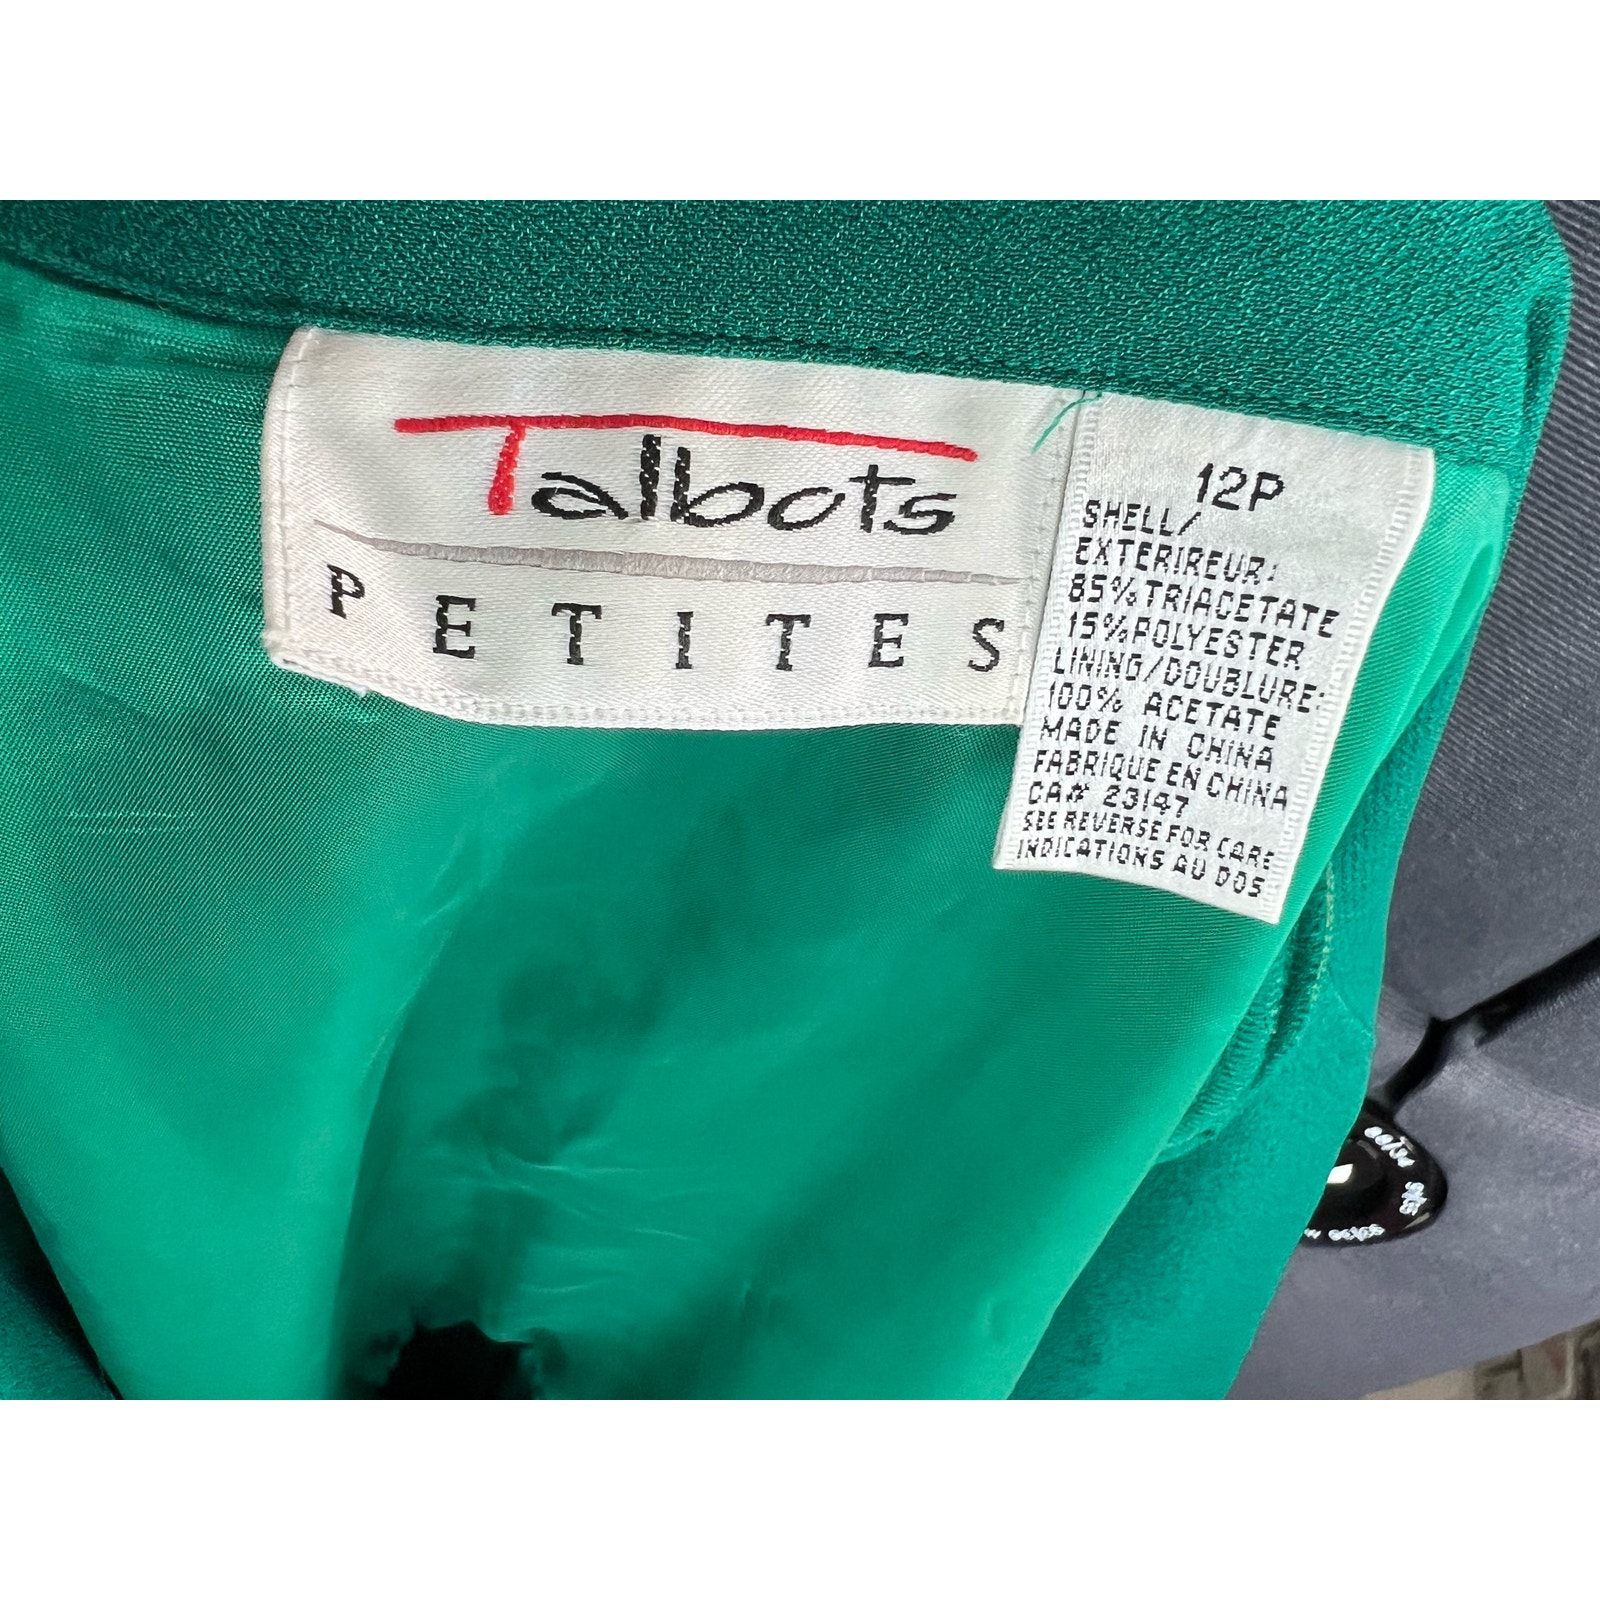 Talbots
PETITES
12P
SHELL/
EXTERIREUR:
85% TRIACETATE
15% POLYESTER
LINING/DOUBLURE:
100% ACETATE
MADE IN CHINA
FABRIQUE EN CHINA
CA# 23147
SEE REVERSE FOR CARE
INDICATIONS AU DOS